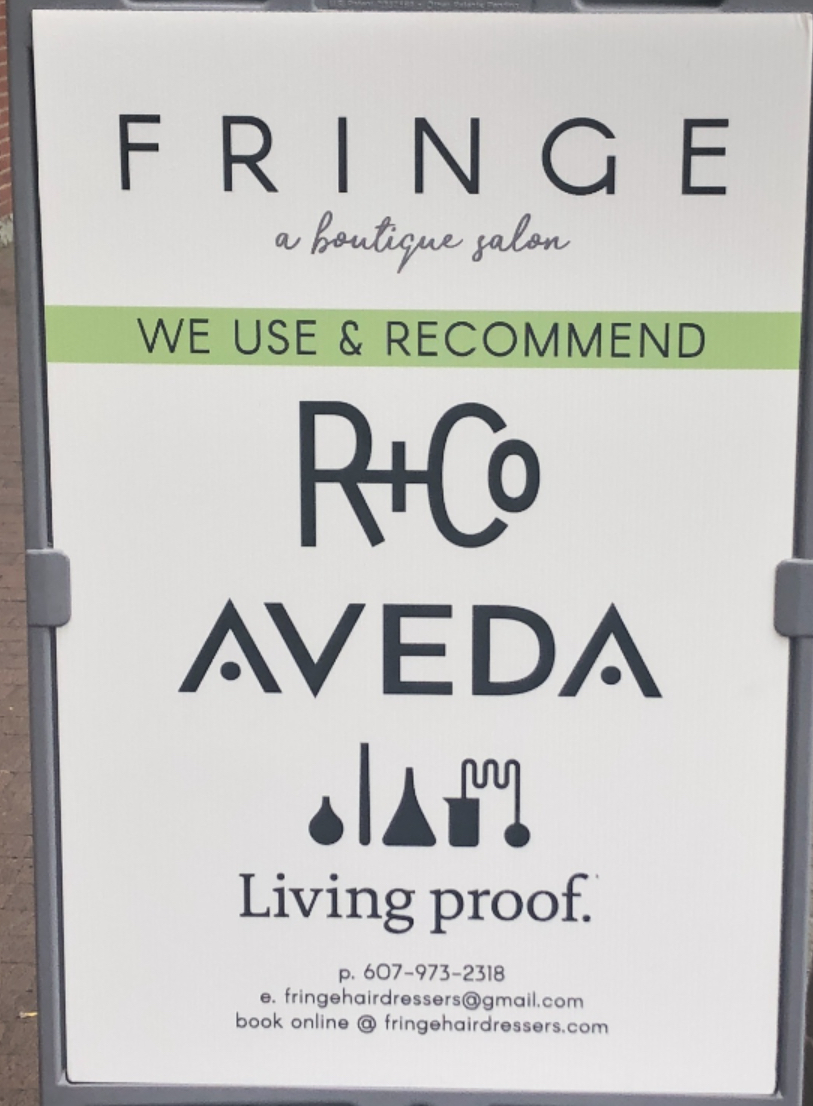 FRINGE
a boutique salon
WE USE & RECOMMEND
R+Co
AVEDA
Living proof.
p. 607-973-2318
e. fringehairdressers@gmail.com
book online @ fringehairdressers.com